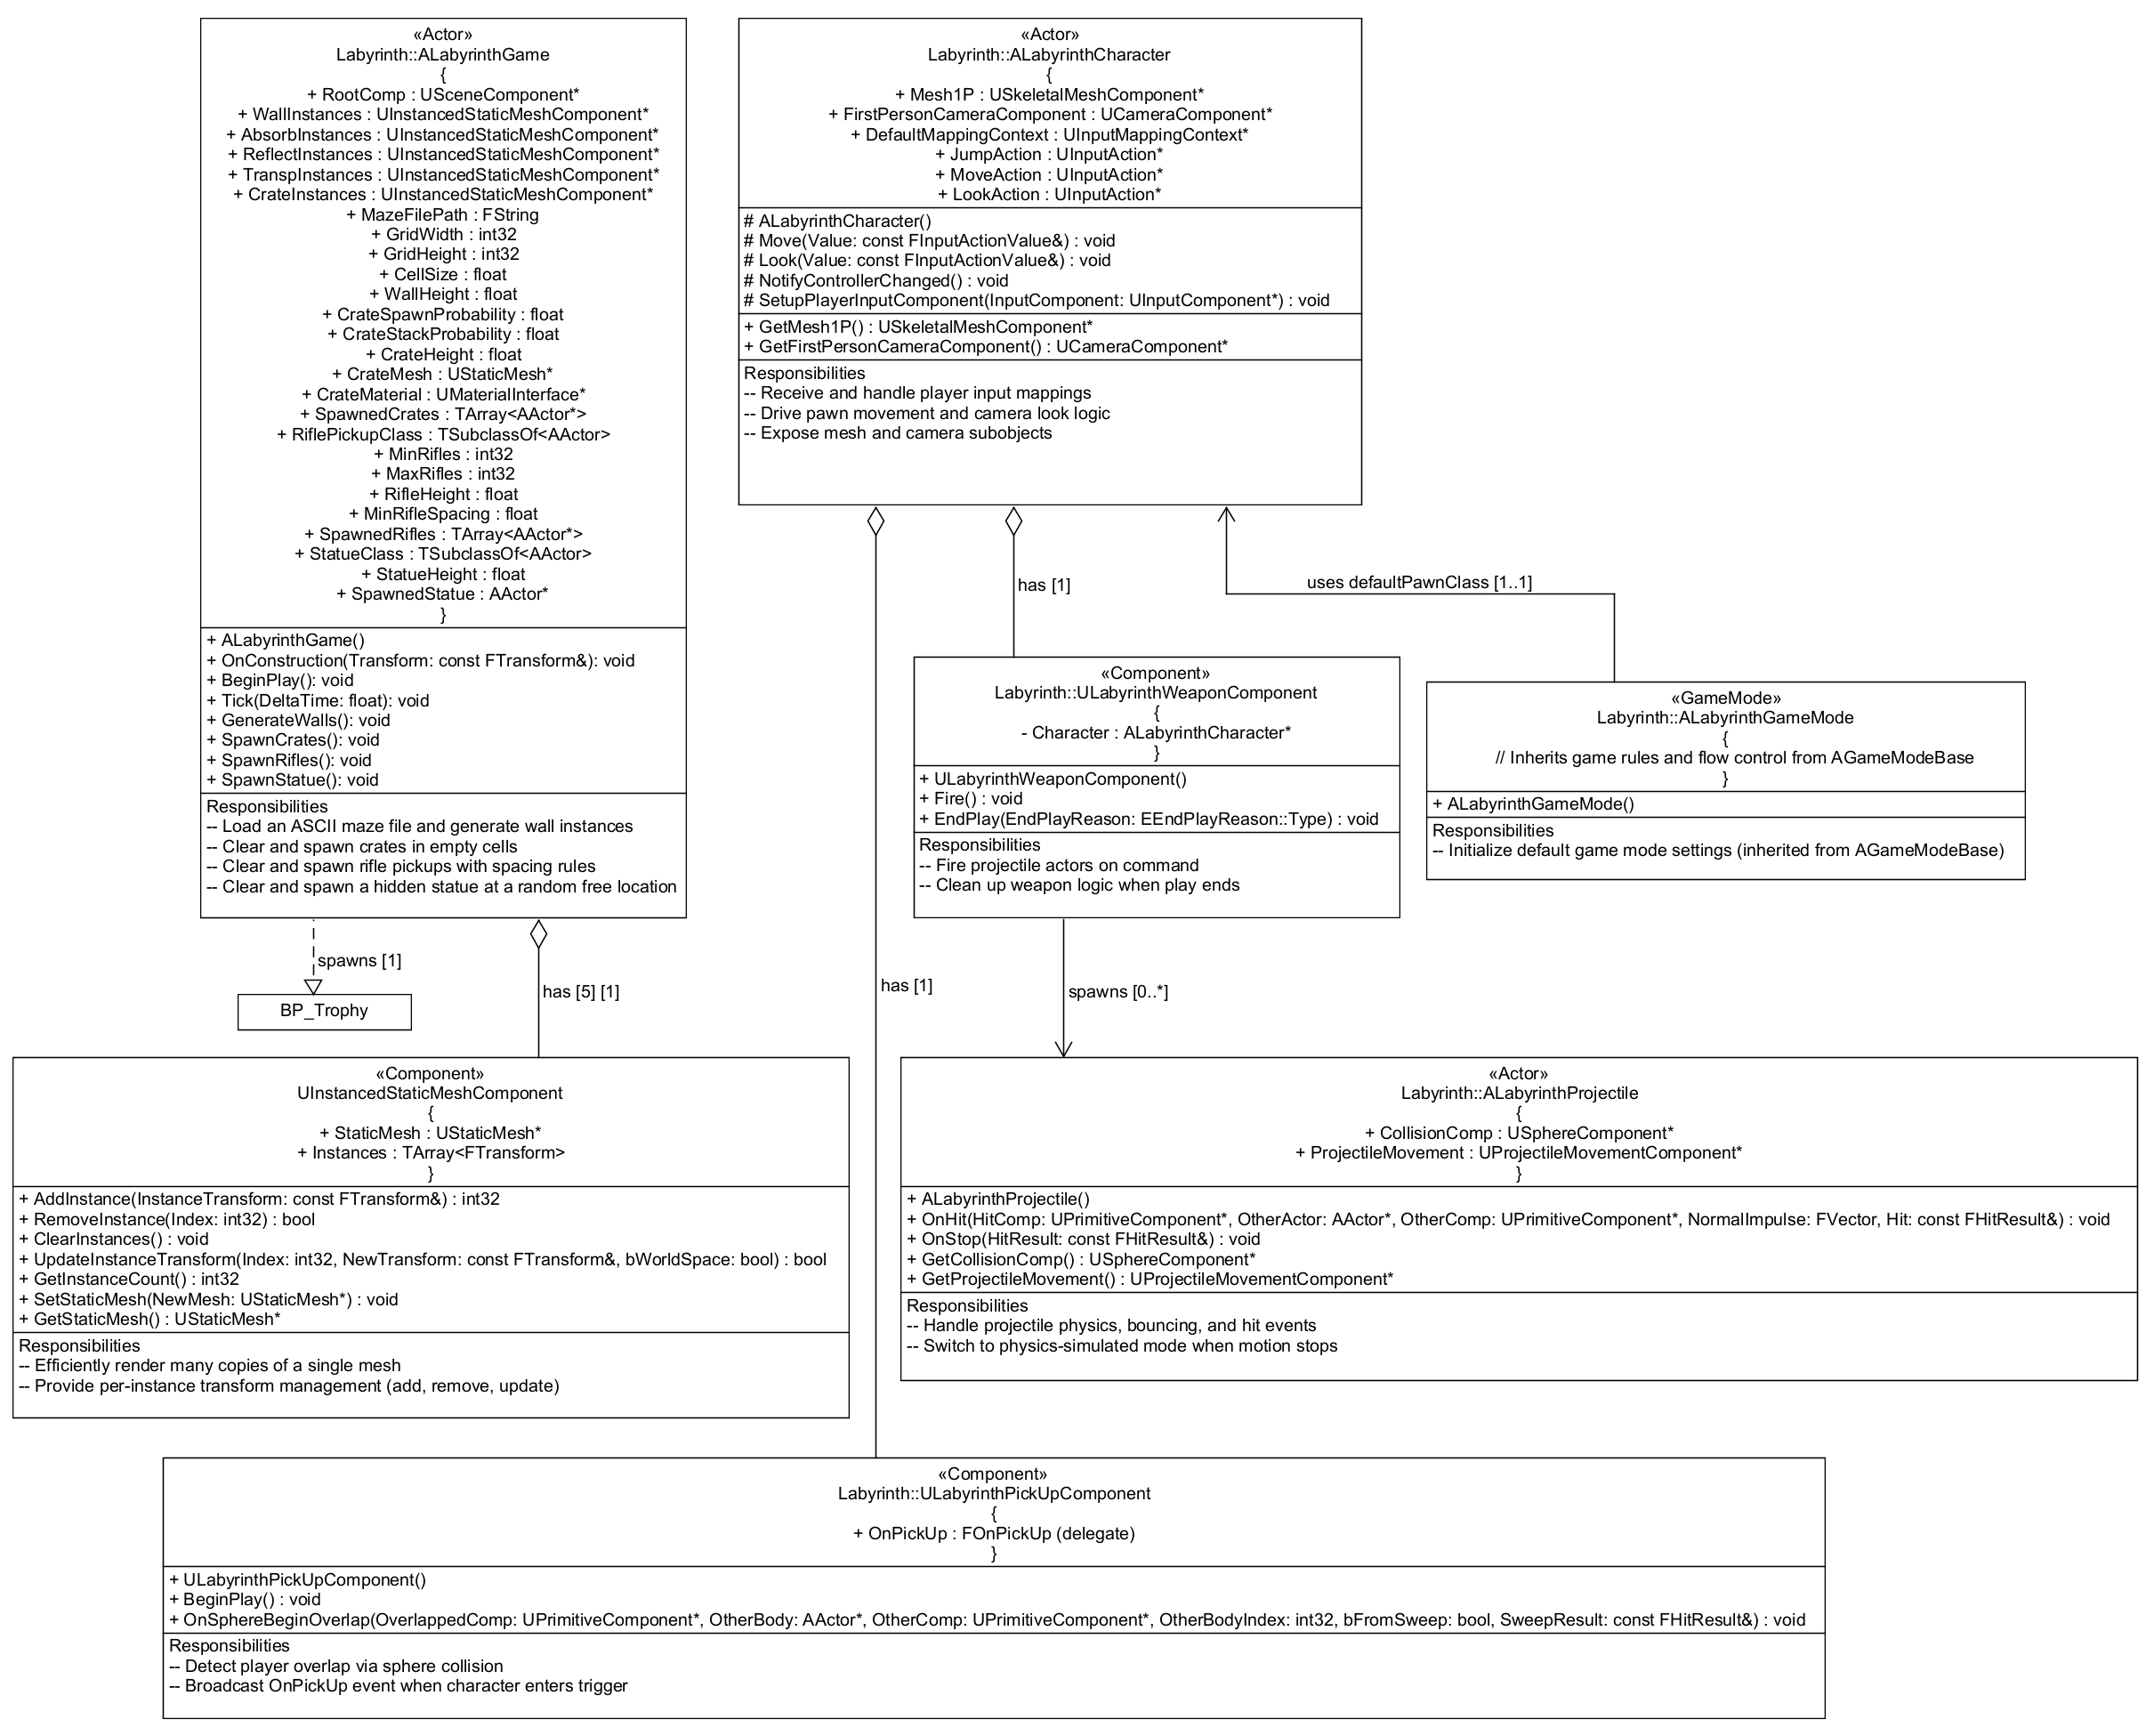 «Actor»
Labyrinth::ALabyrinthGame
{
+ RootComp : USceneComponent*
+ WallInstances : UInstancedStaticMeshComponent*
+ AbsorbInstances : UInstancedStaticMeshComponent*
+ ReflectInstances : UInstancedStaticMeshComponent*
+ TranspInstances : UInstancedStaticMeshComponent*
+ CrateInstances : UInstancedStaticMeshComponent*
+ MazeFilePath : FString
+ GridWidth : int32
+ GridHeight : int32
+ CellSize : float
+ WallHeight : float
+ CrateSpawnProbability : float
+ CrateStackProbability : float
+ CrateHeight : float
+ CrateMesh : UStaticMesh*
+ CrateMaterial : UMaterialInterface*
+ SpawnedCrates : TArray<AActor*>
+ RiflePickupClass : TSubclassOf<AActor>
+ MinRifles : int32
+ MaxRifles : int32
+ RifleHeight : float
+ MinRifleSpacing : float
+ SpawnedRifles : TArray<AActor*>
+ StatueClass : TSubclassOf<AActor>
+ StatueHeight : float
+ SpawnedStatue : AActor*
}
+ ALabyrinthGame()
+ OnConstruction(Transform: const FTransform&): void
+ BeginPlay(): void
+ Tick(DeltaTime: float): void
+ GenerateWalls(): void
+ SpawnCrates(): void
+ SpawnRifles(): void
+ SpawnStatue(): void
Responsibilities
-- Load an ASCII maze file and generate wall instances
-- Clear and spawn crates in empty cells
-- Clear and spawn rifle pickups with spacing rules
-- Clear and spawn a hidden statue at a random free location
«Actor»
Labyrinth::ALabyrinthCharacter
{
+ Mesh1P : USkeletalMeshComponent*
+ FirstPersonCameraComponent : UCameraComponent*
+ DefaultMappingContext : UInputMappingContext*
+ JumpAction : UInputAction*
+ MoveAction : UInputAction*
+ LookAction : UInputAction*
# ALabyrinthCharacter()
# Move(Value: const FInputActionValue&) : void
# Look(Value: const FInputActionValue&) : void
# NotifyControllerChanged() : void
# SetupPlayerInputComponent(InputComponent: UInputComponent*) : void
+ GetMesh1P() : USkeletalMeshComponent*
+ GetFirstPersonCameraComponent() : UCameraComponent*
Responsibilities
-- Receive and handle player input mappings
-- Drive pawn movement and camera look logic
-- Expose mesh and camera subobjects
has [1]
uses defaultPawnClass [1..1]
«Component»
Labyrinth::ULabyrinthWeaponComponent
{
- Character : ALabyrinthCharacter*
}
+ ULabyrinthWeaponComponent()
+ Fire() : void
+ EndPlay(EndPlayReason: EEndPlayReason::Type) : void
Responsibilities
-- Fire projectile actors on command
-- Clean up weapon logic when play ends
«GameMode»
Labyrinth::ALabyrinthGameMode
{
// Inherits game rules and flow control from AGameModeBase
}
+ ALabyrinthGameMode()
Responsibilities
-- Initialize default game mode settings (inherited from AGameModeBase)
spawns [1]
BP_Trophy
has [5] [1]
has [1]
spawns [0..*]
«Component»
UInstancedStaticMeshComponent
{
+ StaticMesh : UStaticMesh*
+ Instances : TArray<FTransform>
}
+ AddInstance(InstanceTransform: const FTransform&) : int32
+ RemoveInstance(Index: int32) : bool
+ ClearInstances() : void
+ UpdateInstanceTransform(Index: int32, NewTransform: const FTransform&, bWorldSpace: bool) : bool
+ GetInstanceCount() : int32
+ SetStaticMesh(NewMesh: UStaticMesh*) : void
+ GetStaticMesh() : UStaticMesh*
Responsibilities
-- Efficiently render many copies of a single mesh
-- Provide per-instance transform management (add, remove, update)
«Actor»
Labyrinth::ALabyrinthProjectile
{
+ CollisionComp : USphereComponent*
+ ProjectileMovement : UProjectileMovementComponent*
}
+ ALabyrinthProjectile()
+ OnHit(HitComp: UPrimitiveComponent*, OtherActor: AActor*, OtherComp: UPrimitiveComponent*, NormalImpulse: FVector, Hit: const FHitResult&) : void
+ OnStop(HitResult: const FHitResult&) : void
+ GetCollisionComp() : USphereComponent*
+ GetProjectileMovement() : UProjectileMovementComponent*
Responsibilities
-- Handle projectile physics, bouncing, and hit events
-- Switch to physics-simulated mode when motion stops
«Component»
Labyrinth::ULabyrinthPickUpComponent
{
+ OnPickUp : FOnPickUp (delegate)
}
+ ULabyrinthPickUpComponent()
+ BeginPlay() : void
+ OnSphereBeginOverlap(OverlappedComp: UPrimitiveComponent*, OtherBody: AActor*, OtherComp: UPrimitiveComponent*, OtherBodyIndex: int32, bFromSweep: bool, SweepResult: const FHitResult&) : void
Responsibilities
-- Detect player overlap via sphere collision
-- Broadcast OnPickUp event when character enters trigger